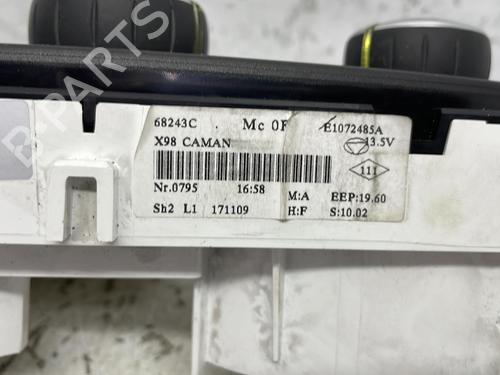 68243C Mc 0F E1072485A
X98 CAMAN 13.5V
111
Nr.0795 16:58 M:A EEP:19.60
Sh2 L1 171109 H:F S:10.02